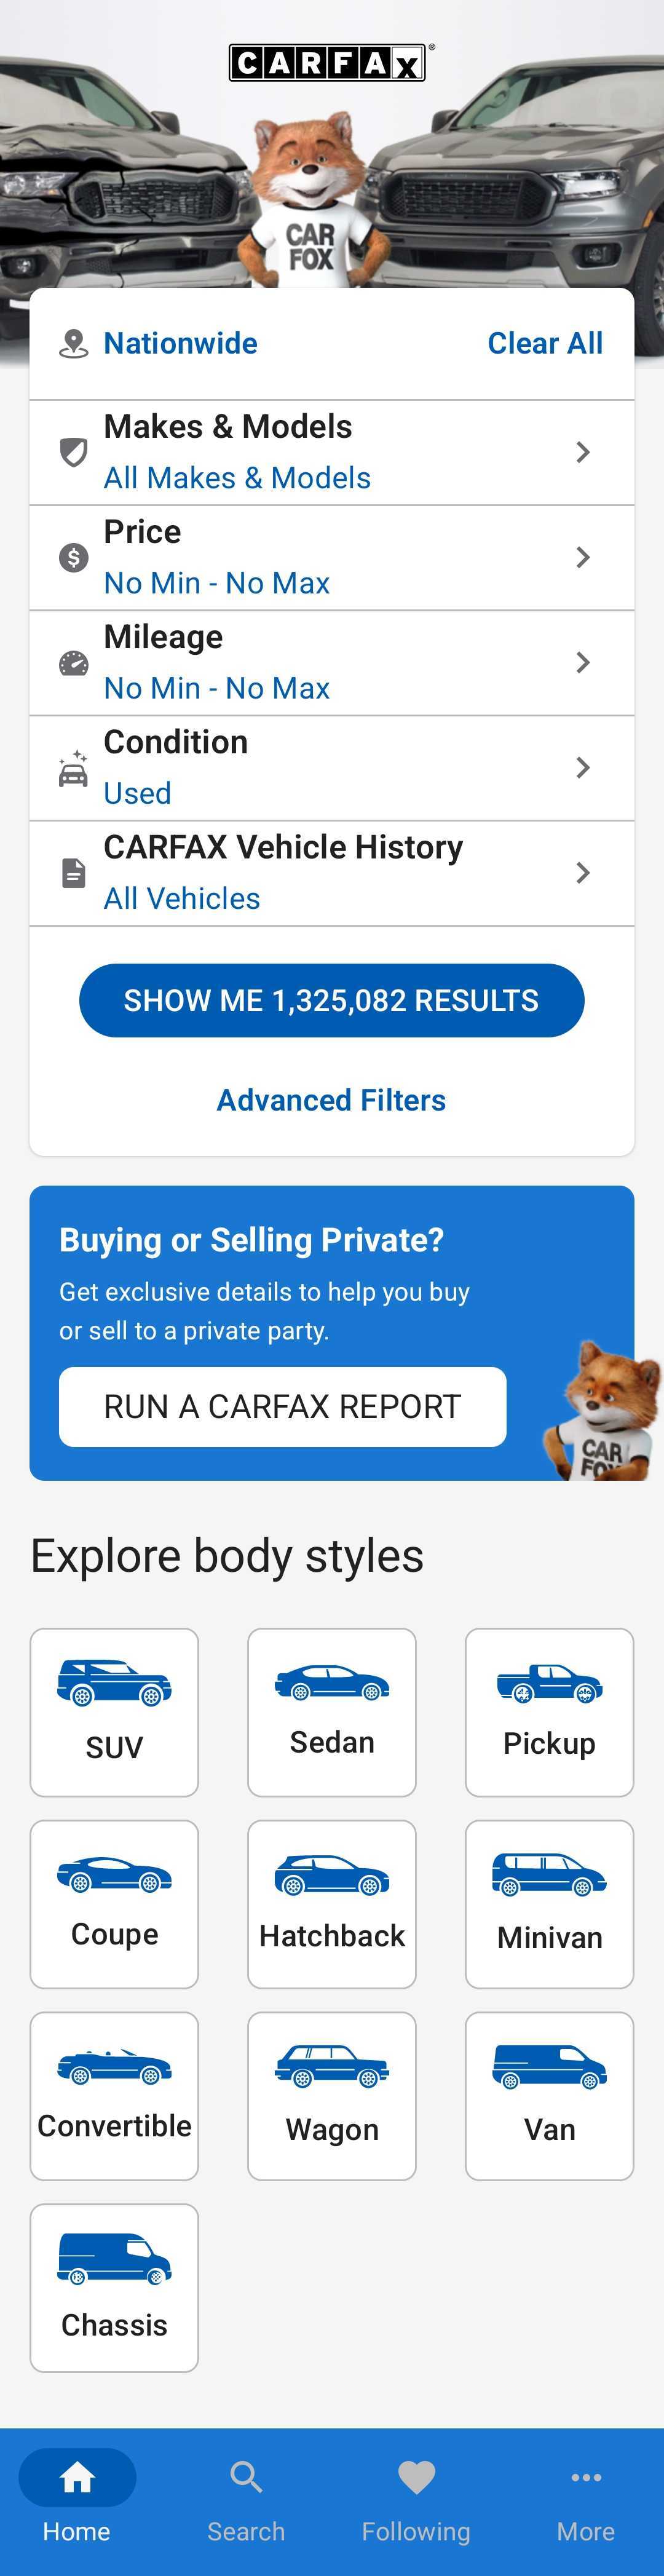 CARFAX®
CAR
FOX
Nationwide
Clear All
Makes & Models
All Makes & Models
Price
No Min - No Max
Mileage
No Min - No Max
Condition
Used
CARFAX Vehicle History
All Vehicles
SHOW ME 1,325,082 RESULTS
Advanced Filters
Buying or Selling Private?
Get exclusive details to help you buy
or sell to a private party.
RUN A CARFAX REPORT
CAR
FOX
Explore body styles
SUV
Sedan
Pickup
Coupe
Hatchback
Minivan
Convertible
Wagon
Van
Chassis
Home
Search
Following
More